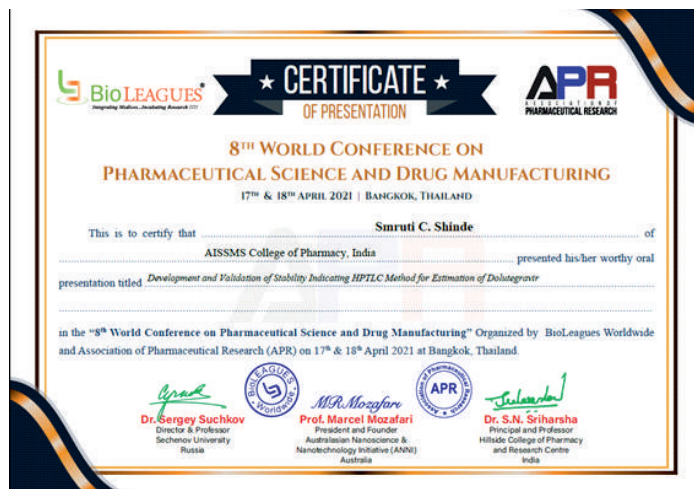 BioLEAGUES®
Integrating Medicos...Incubating Research
★ CERTIFICATE ★
OF PRESENTATION
APR
ASSOCIATION OF
PHARMACEUTICAL RESEARCH
8TH WORLD CONFERENCE ON
PHARMACEUTICAL SCIENCE AND DRUG MANUFACTURING
17TH & 18TH APRIL 2021 | BANGKOK, THAILAND
This is to certify that Smruti C. Shinde of
AISSMS College of Pharmacy, India presented his/her worthy oral
presentation titled Development and Validation of Stability Indicating HPTLC Method for Estimation of Dolutegravir
in the “8th World Conference on Pharmaceutical Science and Drug Manufacturing” Organized by BioLeagues Worldwide
and Association of Pharmaceutical Research (APR) on 17th & 18th April 2021 at Bangkok, Thailand.
BioLEAGUES Worldwide
M.R.Mozafari
Association of Pharmaceutical Research
APR
Dr. Sergey Suchkov
Director & Professor
Sechenov University
Russia
Prof. Marcel Mozafari
President and Founder
Australasian Nanoscience &
Nanotechnology Initiative (ANNI)
Australia
Dr. S.N. Sriharsha
Principal and Professor
Hillside College of Pharmacy
and Research Centre
India